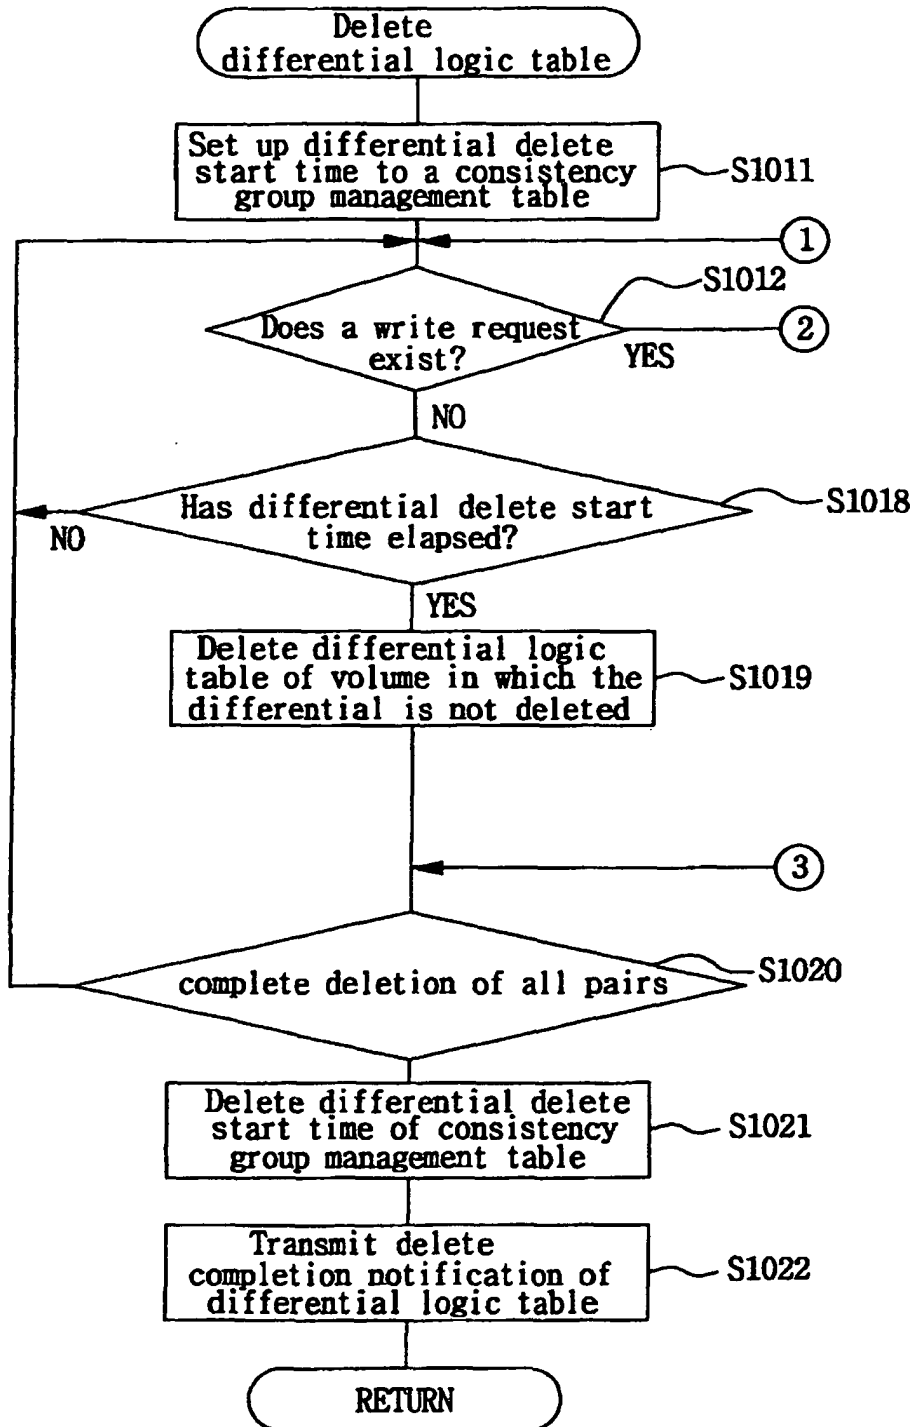 Delete
differential logic table
Set up differential delete
start time to a consistency
group management table
S1011
1
S1012
Does a write request
exist?
2
YES
NO
Has differential delete start
time elapsed?
S1018
NO
YES
Delete differential logic
table of volume in which the
differential is not deleted
S1019
3
complete deletion of all pairs
S1020
Delete differential delete
start time of consistency
group management table
S1021
Transmit delete
completion notification of
differential logic table
S1022
RETURN